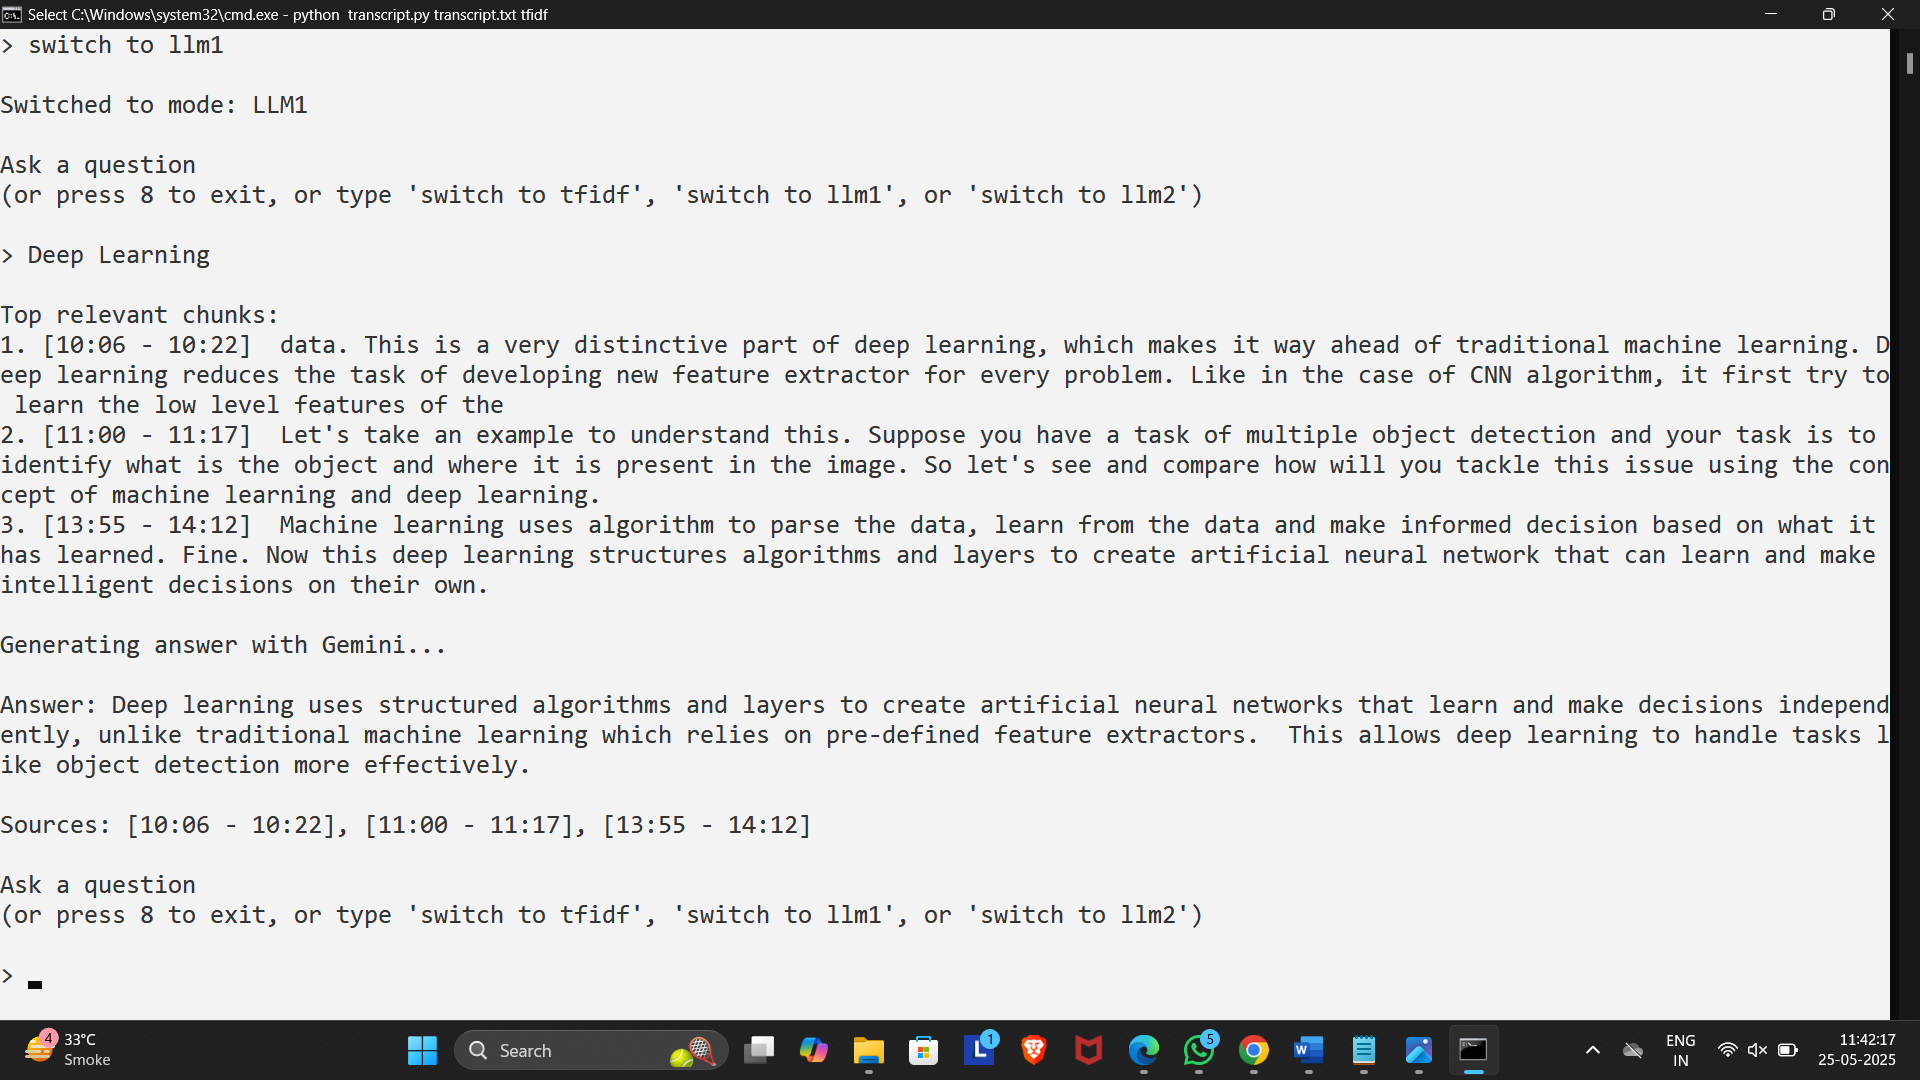 Select C:\Windows\system32\cmd.exe - python  transcript.py transcript.txt tfidf
> switch to llm1
Switched to mode: LLM1
Ask a question
(or press 8 to exit, or type 'switch to tfidf', 'switch to llm1', or 'switch to llm2')
> Deep Learning
Top relevant chunks:
1. [10:06 - 10:22]  data. This is a very distinctive part of deep learning, which makes it way ahead of traditional machine learning. D
eep learning reduces the task of developing new feature extractor for every problem. Like in the case of CNN algorithm, it first try to
 learn the low level features of the
2. [11:00 - 11:17]  Let's take an example to understand this. Suppose you have a task of multiple object detection and your task is to
identify what is the object and where it is present in the image. So let's see and compare how will you tackle this issue using the con
cept of machine learning and deep learning.
3. [13:55 - 14:12]  Machine learning uses algorithm to parse the data, learn from the data and make informed decision based on what it
has learned. Fine. Now this deep learning structures algorithms and layers to create artificial neural network that can learn and make
intelligent decisions on their own.
Generating answer with Gemini...
Answer: Deep learning uses structured algorithms and layers to create artificial neural networks that learn and make decisions independ
ently, unlike traditional machine learning which relies on pre-defined feature extractors.  This allows deep learning to handle tasks l
ike object detection more effectively.
Sources: [10:06 - 10:22], [11:00 - 11:17], [13:55 - 14:12]
Ask a question
(or press 8 to exit, or type 'switch to tfidf', 'switch to llm1', or 'switch to llm2')
>
4
33°C
Smoke
Search
L
1
5
W
ENG
IN
11:42:17
25-05-2025